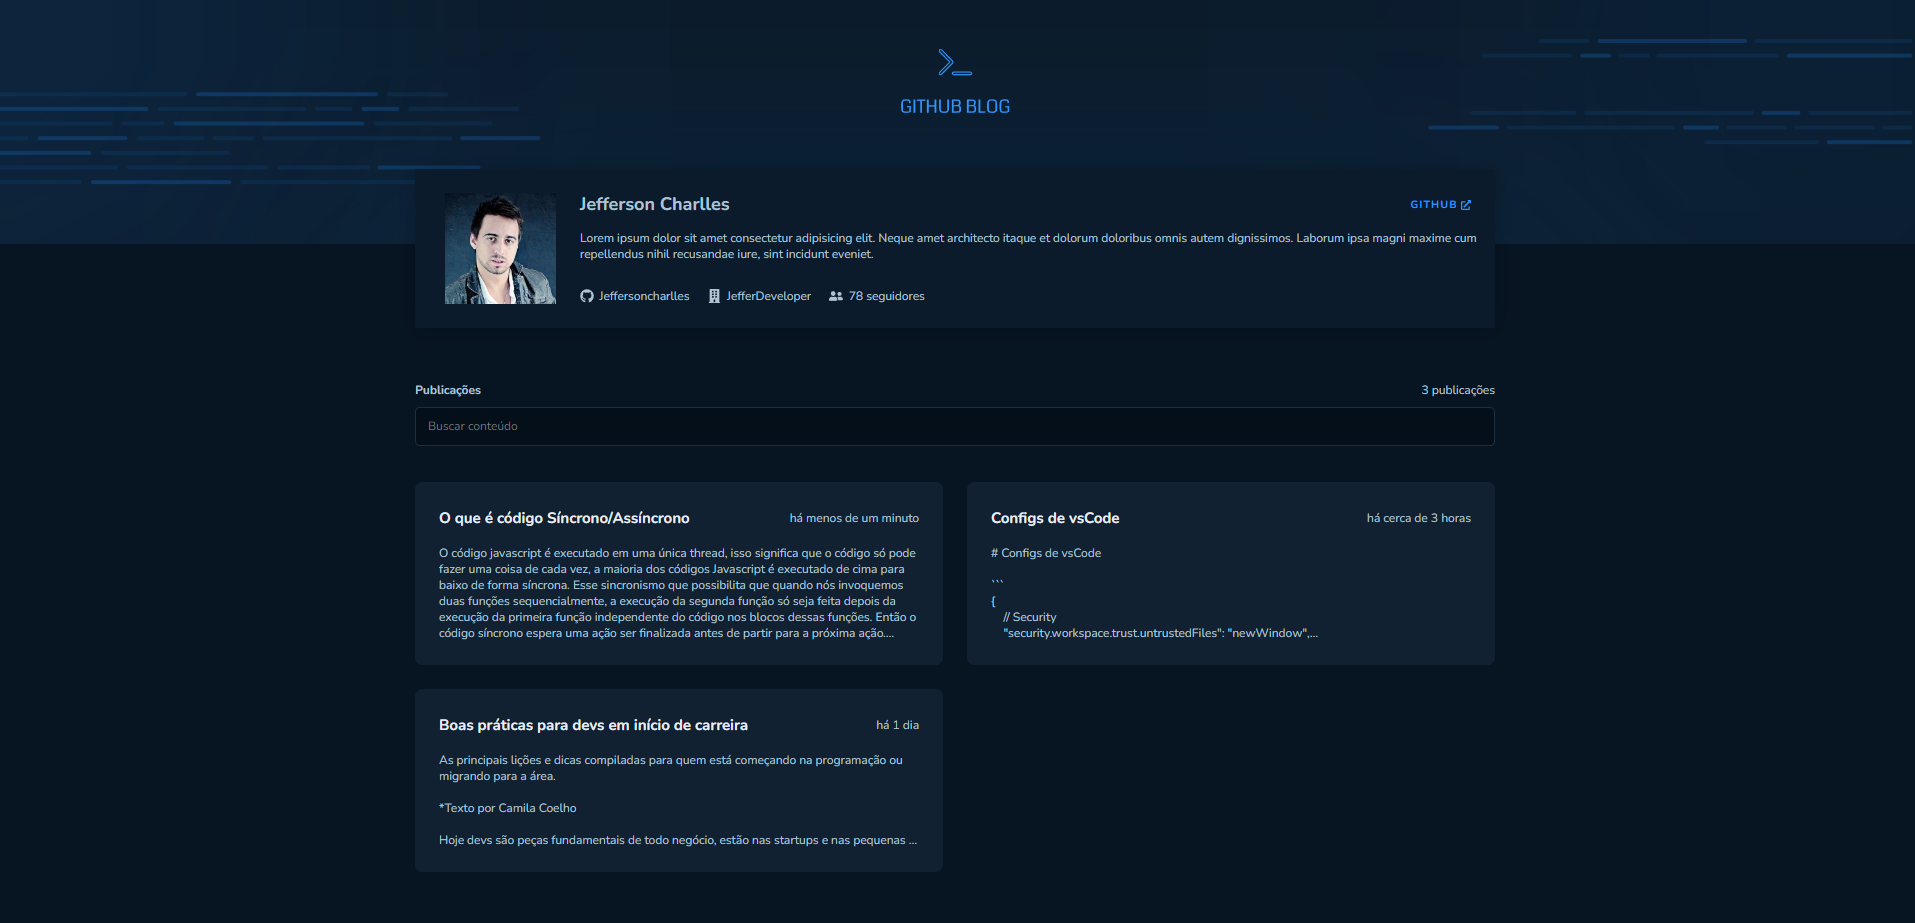 GITHUB BLOG
Jefferson Charlles
GITHUB
Lorem ipsum dolor sit amet consectetur adipisicing elit. Neque amet architecto itaque et dolorum doloribus omnis autem dignissimos. Laborum ipsa magni maxime cum
repellendus nihil recusandae iure, sint incidunt eveniet.
Jeffersoncharlles
JefferDeveloper
78 seguidores
Publicações
3 publicações
Buscar conteúdo
O que é código Síncrono/Assíncrono
há menos de um minuto
O código javascript é executado em uma única thread, isso significa que o código só pode
fazer uma coisa de cada vez, a maioria dos códigos Javascript é executado de cima para
baixo de forma síncrona. Esse sincronismo que possibilita que quando nós invoquemos
duas funções sequencialmente, a execução da segunda função só seja feita depois da
execução da primeira função independente do código nos blocos dessas funções. Então o
código síncrono espera uma ação ser finalizada antes de partir para a próxima ação....
Configs de vsCode
há cerca de 3 horas
# Configs de vsCode
```
{
// Security
"security.workspace.trust.untrustedFiles": "newWindow",...
Boas práticas para devs em início de carreira
há 1 dia
As principais lições e dicas compiladas para quem está começando na programação ou
migrando para a área.
*Texto por Camila Coelho
Hoje devs são peças fundamentais de todo negócio, estão nas startups e nas pequenas ...